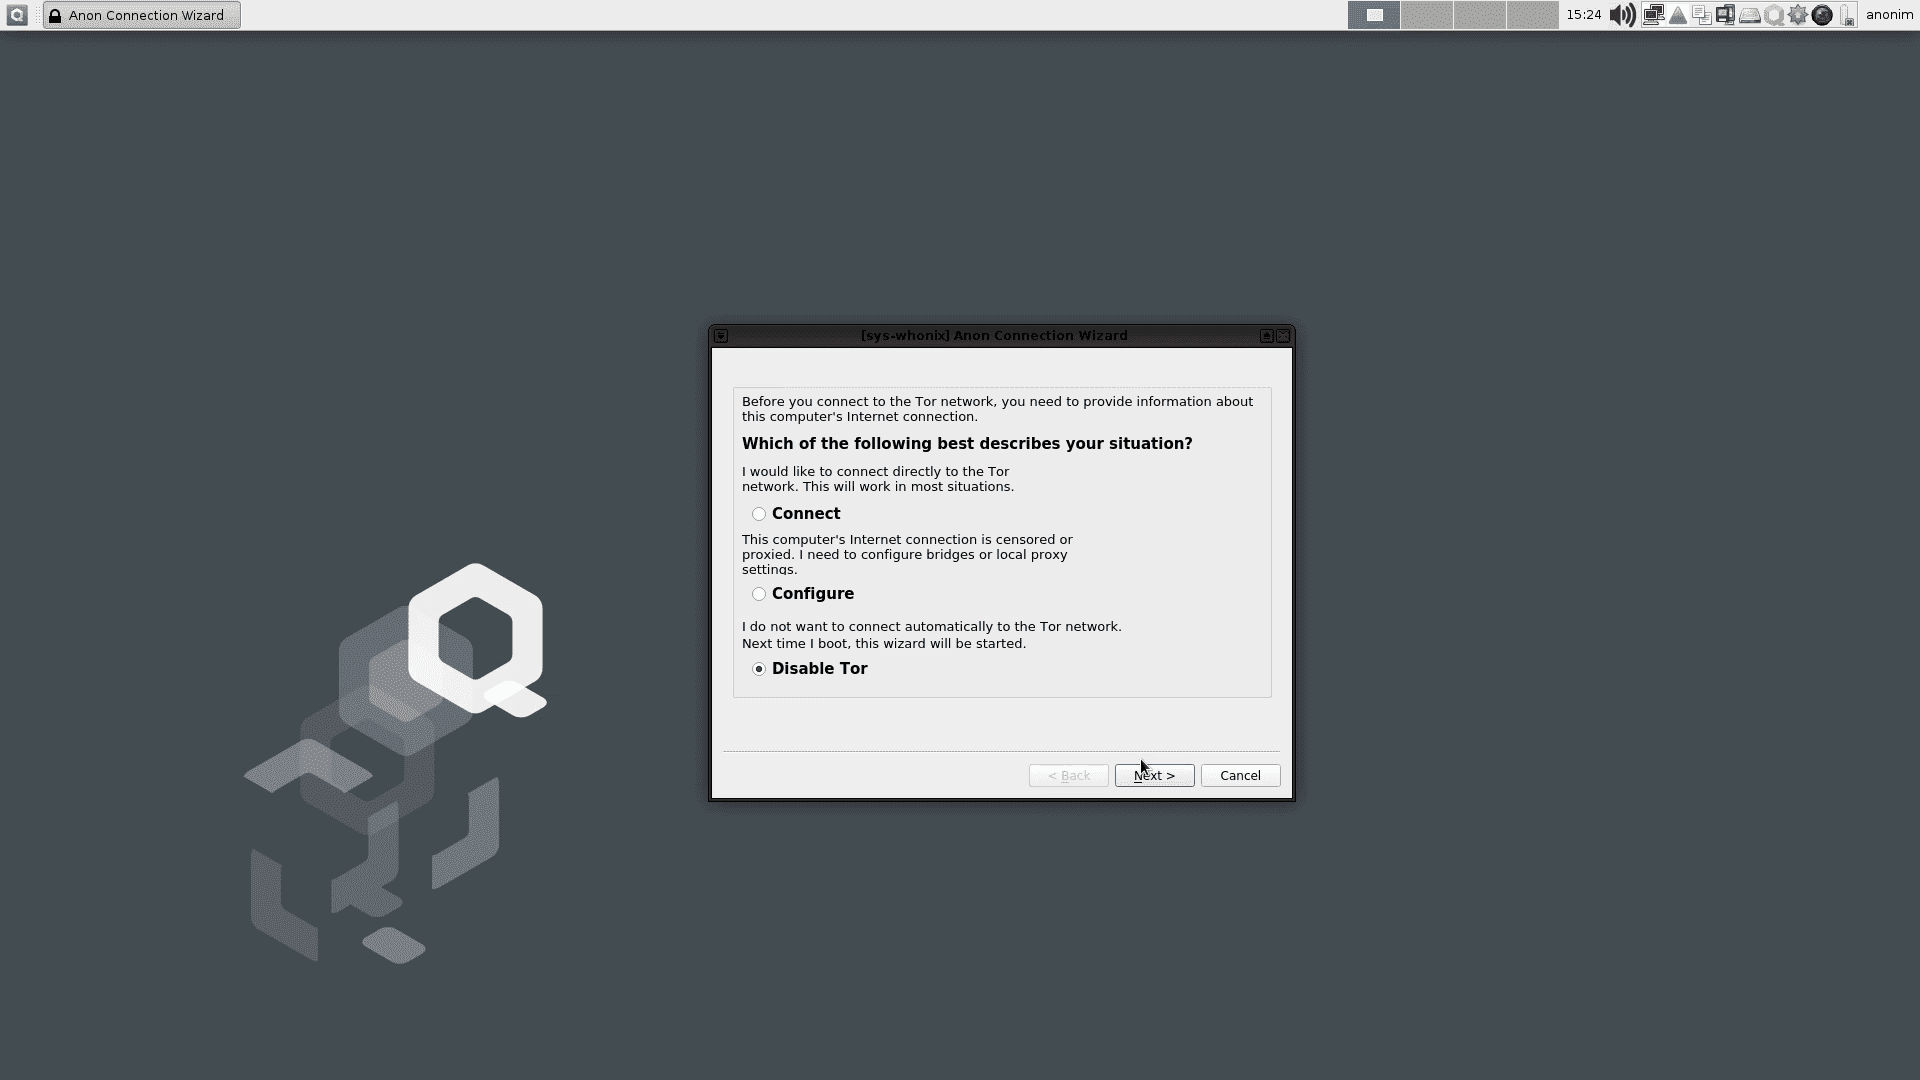 Anon Connection Wizard
15:24
anonim
[sys-whonix] Anon Connection Wizard
Before you connect to the Tor network, you need to provide information about
this computer's Internet connection.
Which of the following best describes your situation?
I would like to connect directly to the Tor
network. This will work in most situations.
Connect
This computer's Internet connection is censored or
proxied. I need to configure bridges or local proxy
settings.
Configure
I do not want to connect automatically to the Tor network.
Next time I boot, this wizard will be started.
Disable Tor
< Back
Next >
Cancel